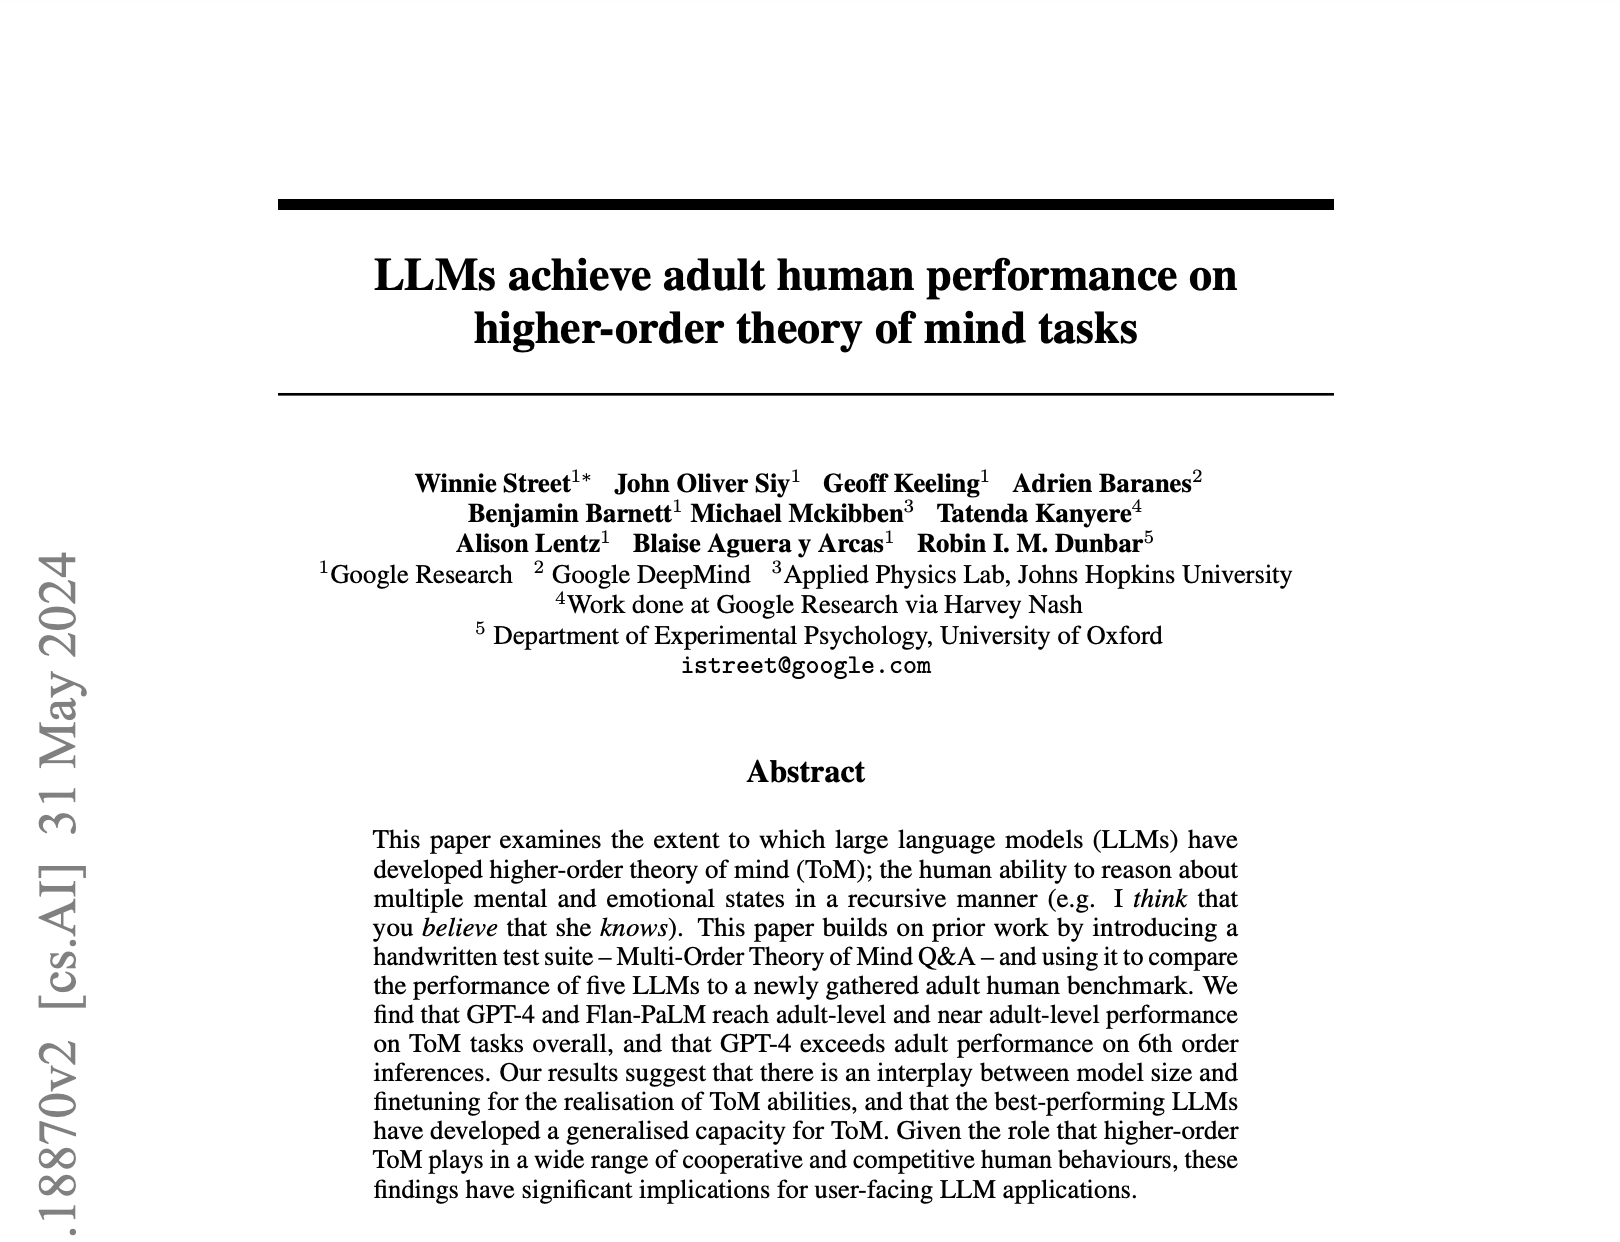 LLMs achieve adult human performance on
higher-order theory of mind tasks
Winnie Street1* John Oliver Siy1 Geoff Keeling1 Adrien Baranes2
Benjamin Barnett1 Michael Mckibben3 Tatenda Kanyere4
Alison Lentz1 Blaise Aguera y Arcas1 Robin I. M. Dunbar5
1Google Research 2 Google DeepMind 3Applied Physics Lab, Johns Hopkins University
4Work done at Google Research via Harvey Nash
5 Department of Experimental Psychology, University of Oxford
istreet@google.com
Abstract
This paper examines the extent to which large language models (LLMs) have
developed higher-order theory of mind (ToM); the human ability to reason about
multiple mental and emotional states in a recursive manner (e.g. I think that
you believe that she knows). This paper builds on prior work by introducing a
handwritten test suite – Multi-Order Theory of Mind Q&A – and using it to compare
the performance of five LLMs to a newly gathered adult human benchmark. We
find that GPT-4 and Flan-PaLM reach adult-level and near adult-level performance
on ToM tasks overall, and that GPT-4 exceeds adult performance on 6th order
inferences. Our results suggest that there is an interplay between model size and
finetuning for the realisation of ToM abilities, and that the best-performing LLMs
have developed a generalised capacity for ToM. Given the role that higher-order
ToM plays in a wide range of cooperative and competitive human behaviours, these
findings have significant implications for user-facing LLM applications.
.18870v2 [cs.AI] 31 May 2024